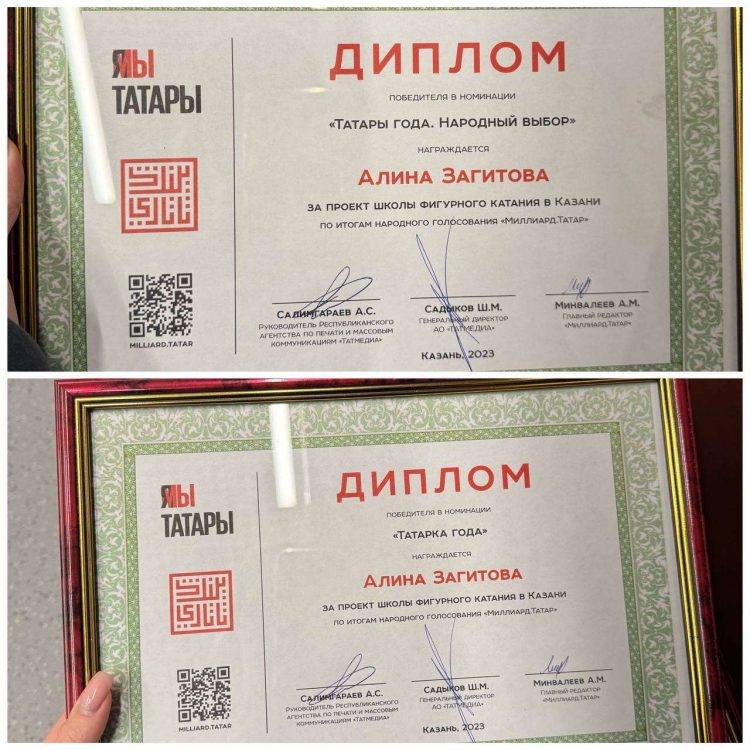 ЯМЫ
ТАТАРЫ
MILLIARD.TATAR
ДИПЛОМ
ПОБЕДИТЕЛЯ В НОМИНАЦИИ
«ТАТАРЫ ГОДА. НАРОДНЫЙ ВЫБОР»
НАГРАЖДАЕТСЯ
АЛИНА ЗАГИТОВА
ЗА ПРОЕКТ ШКОЛЫ ФИГУРНОГО КАТАНИЯ В КАЗАНИ
ПО ИТОГАМ НАРОДНОГО ГОЛОСОВАНИЯ «МИЛЛИАРД.ТАТАР»
САЛИМГАРАЕВ А.С.
РУКОВОДИТЕЛЬ РЕСПУБЛИКАНСКОГО
АГЕНТСТВА ПО ПЕЧАТИ И МАССОВЫМ
КОММУНИКАЦИЯМ «ТАТМЕДИА»
САДЫКОВ Ш.М.
ГЕНЕРАЛЬНЫЙ ДИРЕКТОР
АО «ТАТМЕДИА»
МИНВАЛЕЕВ А.М.
ГЛАВНЫЙ РЕДАКТОР
«МИЛЛИАРД.ТАТАР»
КАЗАНЬ, 2023
ЯМЫ
ТАТАРЫ
MILLIARD.TATAR
ДИПЛОМ
ПОБЕДИТЕЛЯ В НОМИНАЦИИ
«ТАТАРКА ГОДА»
НАГРАЖДАЕТСЯ
АЛИНА ЗАГИТОВА
ЗА ПРОЕКТ ШКОЛЫ ФИГУРНОГО КАТАНИЯ В КАЗАНИ
ПО ИТОГАМ НАРОДНОГО ГОЛОСОВАНИЯ «МИЛЛИАРД.ТАТАР»
САЛИМГАРАЕВ А.С.
РУКОВОДИТЕЛЬ РЕСПУБЛИКАНСКОГО
АГЕНТСТВА ПО ПЕЧАТИ И МАССОВЫМ
КОММУНИКАЦИЯМ «ТАТМЕДИА»
САДЫКОВ Ш.М.
ГЕНЕРАЛЬНЫЙ ДИРЕКТОР
АО «ТАТМЕДИА»
МИНВАЛЕЕВ А.М.
ГЛАВНЫЙ РЕДАКТОР
«МИЛЛИАРД.ТАТАР»
КАЗАНЬ, 2023